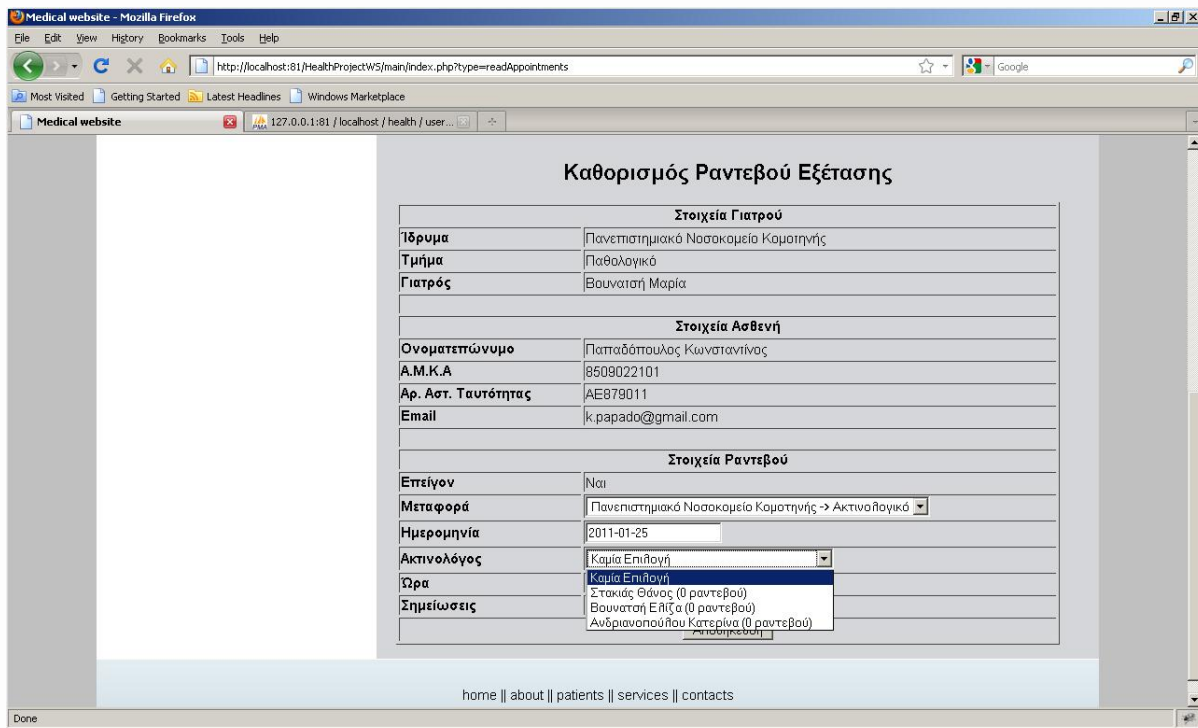 Medical website - Mozilla Firefox
File Edit View History Bookmarks Tools Help
http://localhost:81/HealthProjectWS/main/index.php?type=readAppointments
Google
Most Visited Getting Started Latest Headlines Windows Marketplace
Medical website 127.0.0.1:81 / localhost / health / user...
Καθορισμός Ραντεβού Εξέτασης
Στοιχεία Γιατρού
Ίδρυμα Πανεπιστημιακό Νοσοκομείο Κομοτηνής
Τμήμα Παθολογικό
Γιατρός Βουνατσή Μαρία
Στοιχεία Ασθενή
Ονοματεπώνυμο Παπαδόπουλος Κωνσταντίνος
Α.Μ.Κ.Α 8509022101
Αρ. Αστ. Ταυτότητας ΑΕ879011
Email k.papado@gmail.com
Στοιχεία Ραντεβού
Επείγον Ναι
Μεταφορά Πανεπιστημιακό Νοσοκομείο Κομοτηνής -> Ακτινολογικό
Ημερομηνία 2011-01-25
Ακτινολόγος Καμία Επιλογή
Καμία Επιλογή
Ώρα
Στακιάς Θάνος (0 ραντεβού)
Σημείωσεις Βουνατσή Ελίζα (0 ραντεβού)
Ανδριανοπούλου Κατερίνα (0 ραντεβού)
Αποθήκευση
home || about || patients || services || contacts
Done